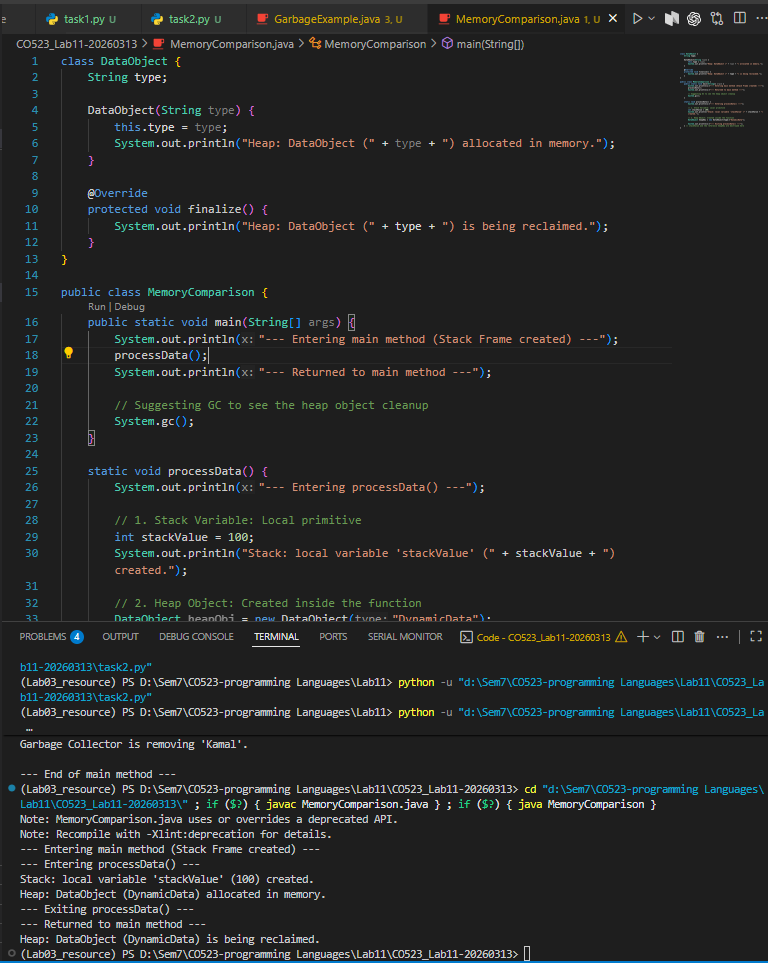 task1.py U task2.py U GarbageExample.java 3, U MemoryComparison.java 1, U
CO523_Lab11-20260313 > MemoryComparison.java > MemoryComparison > main(String[])
1 class DataObject {
2 String type;
3
4 DataObject(String type) {
5 this.type = type;
6 System.out.println("Heap: DataObject (" + type + ") allocated in memory.");
7 }
8
9 @Override
10 protected void finalize() {
11 System.out.println("Heap: DataObject (" + type + ") is being reclaimed.");
12 }
13 }
14
15 public class MemoryComparison {
Run | Debug
16 public static void main(String[] args) {
17 System.out.println(x: "--- Entering main method (Stack Frame created) ---");
18 processData();
19 System.out.println(x: "--- Returned to main method ---");
20
21 // Suggesting GC to see the heap object cleanup
22 System.gc();
23 }
24
25 static void processData() {
26 System.out.println(x: "--- Entering processData() ---");
27
28 // 1. Stack Variable: Local primitive
29 int stackValue = 100;
30 System.out.println("Stack: local variable 'stackValue' (" + stackValue + ")
created.");
31
32 // 2. Heap Object: Created inside the function
33 DataObject heapObj = new DataObject(type: "DynamicData");
PROBLEMS 4 OUTPUT DEBUG CONSOLE TERMINAL PORTS SERIAL MONITOR Code - CO523_Lab11-20260313
b11-20260313\task2.py"
(Lab03_resource) PS D:\Sem7\CO523-programming Languages\Lab11> python -u "d:\Sem7\CO523-programming Languages\Lab11\CO523_La
b11-20260313\task2.py"
(Lab03_resource) PS D:\Sem7\CO523-programming Languages\Lab11> python -u "d:\Sem7\CO523-programming Languages\Lab11\CO523_La
…
Garbage Collector is removing 'Kamal'.

--- End of main method ---
(Lab03_resource) PS D:\Sem7\CO523-programming Languages\Lab11\CO523_Lab11-20260313> cd "d:\Sem7\CO523-programming Languages\
Lab11\CO523_Lab11-20260313\" ; if ($?) { javac MemoryComparison.java } ; if ($?) { java MemoryComparison }
Note: MemoryComparison.java uses or overrides a deprecated API.
Note: Recompile with -Xlint:deprecation for details.
--- Entering main method (Stack Frame created) ---
--- Entering processData() ---
Stack: local variable 'stackValue' (100) created.
Heap: DataObject (DynamicData) allocated in memory.
--- Exiting processData() ---
--- Returned to main method ---
Heap: DataObject (DynamicData) is being reclaimed.
(Lab03_resource) PS D:\Sem7\CO523-programming Languages\Lab11\CO523_Lab11-20260313>